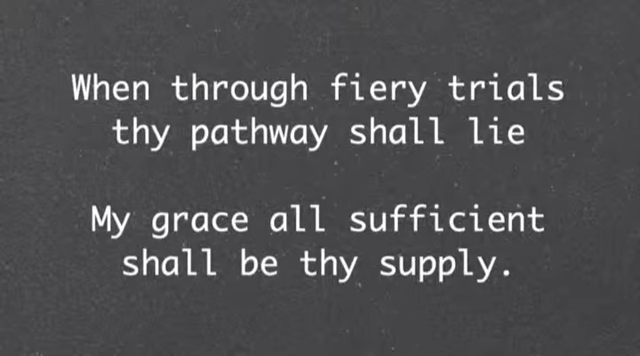 When through fiery trials
thy pathway shall lie
My grace all sufficient
shall be thy supply.